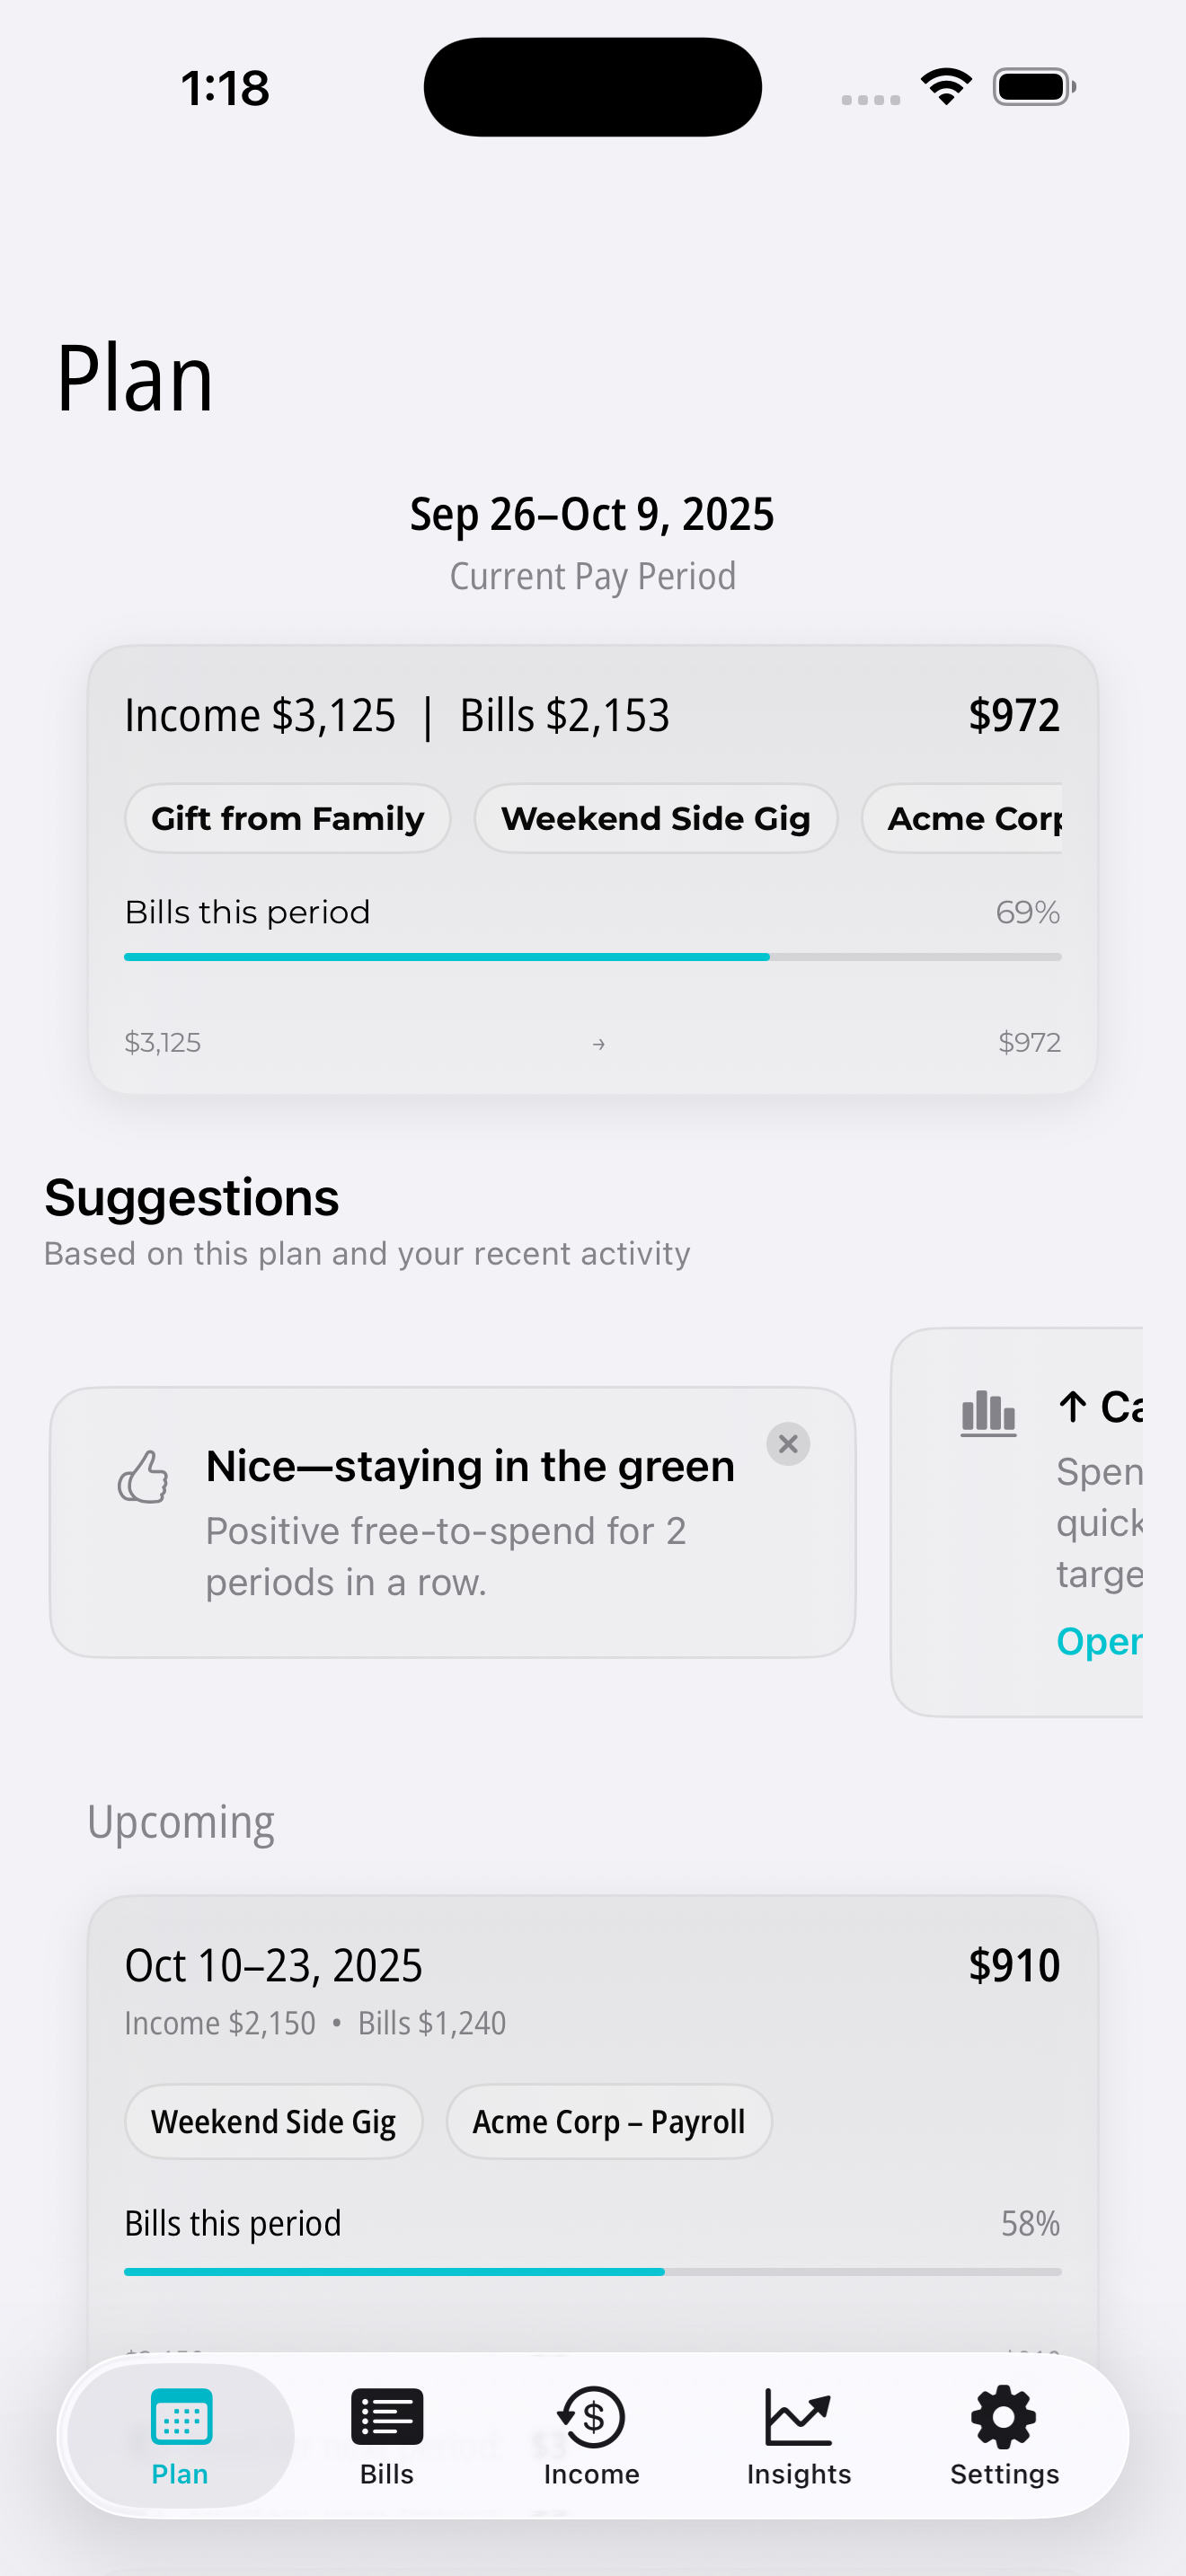 1:18
Plan
Sep 26–Oct 9, 2025
Current Pay Period
Income $3,125 | Bills $2,153 $972
Gift from Family Weekend Side Gig Acme Corp
Bills this period 69%
$3,125 → $972
Suggestions
Based on this plan and your recent activity
Nice—staying in the green
Positive free-to-spend for 2
periods in a row.
↑ Ca
Spen
quick
targe
Oper
Upcoming
Oct 10–23, 2025 $910
Income $2,150 • Bills $1,240
Weekend Side Gig Acme Corp – Payroll
Bills this period 58%
Plan Bills Income Insights Settings